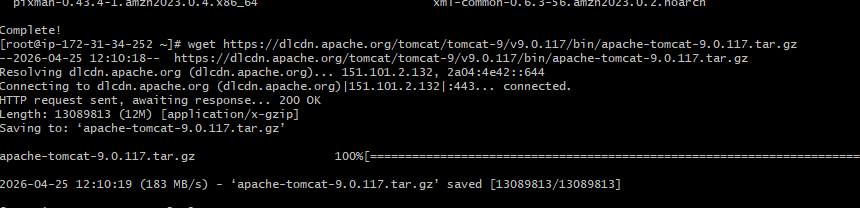 pixman-0.43.4-1.amzn2023.0.4.x86_64 xml-common-0.6.3-56.amzn2023.0.2.noarch
Complete!
[root@ip-172-31-34-252 ~]# wget https://dlcdn.apache.org/tomcat/tomcat-9/v9.0.117/bin/apache-tomcat-9.0.117.tar.gz
--2026-04-25 12:10:18-- https://dlcdn.apache.org/tomcat/tomcat-9/v9.0.117/bin/apache-tomcat-9.0.117.tar.gz
Resolving dlcdn.apache.org (dlcdn.apache.org)... 151.101.2.132, 2a04:4e42::644
Connecting to dlcdn.apache.org (dlcdn.apache.org)|151.101.2.132|:443... connected.
HTTP request sent, awaiting response... 200 OK
Length: 13089813 (12M) [application/x-gzip]
Saving to: ‘apache-tomcat-9.0.117.tar.gz’
apache-tomcat-9.0.117.tar.gz 100%[===========================================================================
2026-04-25 12:10:19 (183 MB/s) - ‘apache-tomcat-9.0.117.tar.gz’ saved [13089813/13089813]